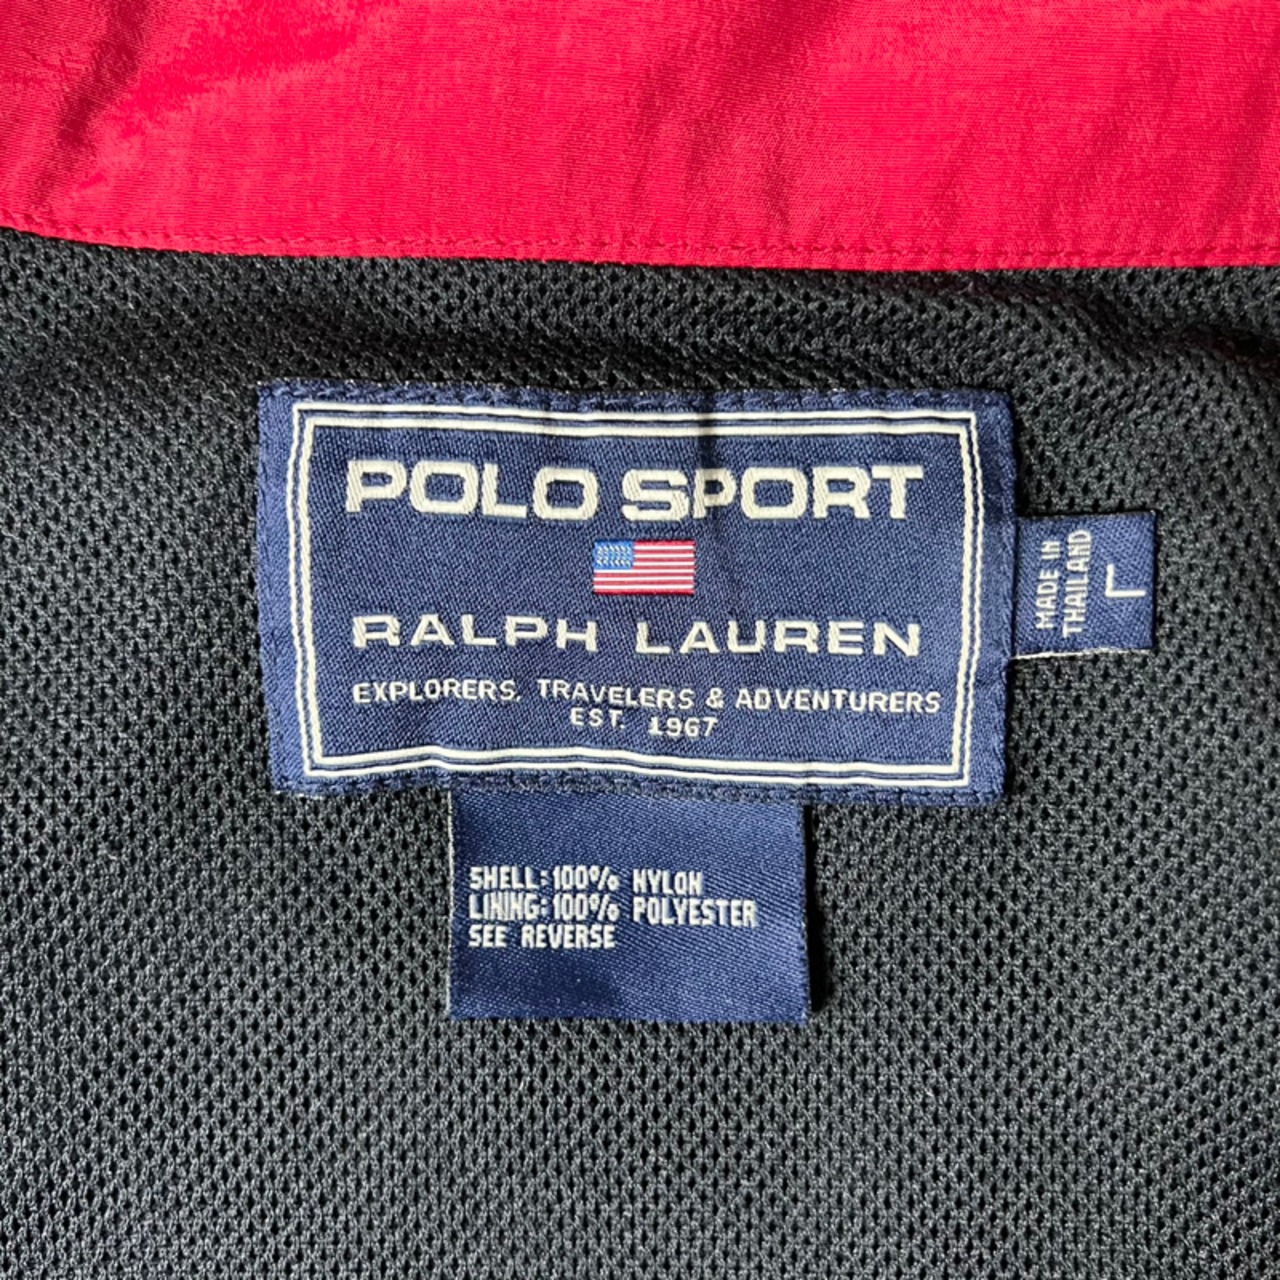 POLO SPORT
RALPH LAUREN
EXPLORERS, TRAVELERS & ADVENTURERS
EST. 1967
MADE IN
THAILAND
L
SHELL: 100% NYLON
LINING: 100% POLYESTER
SEE REVERSE